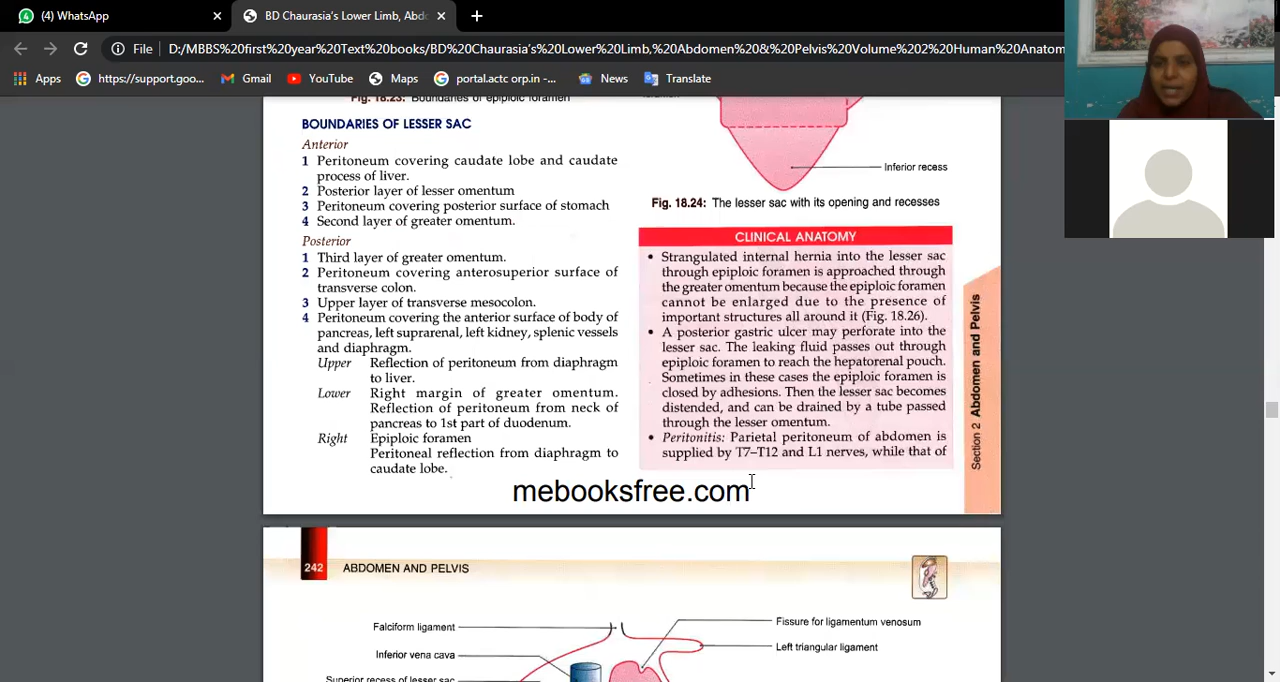 (4) WhatsApp
BD Chaurasia's Lower Limb, Abdo
File
D:/MBBS%20first%20year%20Text%20books/BD%20Chaurasia's%20Lower%20Limb,%20Abdomen%20&%20Pelvis%20Volume%202%20Human%20Anatom
Apps
https://support.goo...
Gmail
YouTube
Maps
portal.actc orp.in -...
News
Translate
Fig. 18.23: Boundaries of epiploic foramen
BOUNDARIES OF LESSER SAC
Anterior
1 Peritoneum covering caudate lobe and caudate
process of liver.
2 Posterior layer of lesser omentum
3 Peritoneum covering posterior surface of stomach
4 Second layer of greater omentum.
Posterior
1 Third layer of greater omentum.
2 Peritoneum covering anterosuperior surface of
transverse colon.
3 Upper layer of transverse mesocolon.
4 Peritoneum covering the anterior surface of body of
pancreas, left suprarenal, left kidney, splenic vessels
and diaphragm.
Upper Reflection of peritoneum from diaphragm
to liver.
Lower Right margin of greater omentum.
Reflection of peritoneum from neck of
pancreas to 1st part of duodenum.
Right Epiploic foramen
Peritoneal reflection from diaphragm to
caudate lobe.
Inferior recess
Fig. 18.24: The lesser sac with its opening and recesses
CLINICAL ANATOMY
• Strangulated internal hernia into the lesser sac
through epiploic foramen is approached through
the greater omentum because the epiploic foramen
cannot be enlarged due to the presence of
important structures all around it (Fig. 18.26).
• A posterior gastric ulcer may perforate into the
lesser sac. The leaking fluid passes out through
epiploic foramen to reach the hepatorenal pouch.
Sometimes in these cases the epiploic foramen is
closed by adhesions. Then the lesser sac becomes
distended, and can be drained by a tube passed
through the lesser omentum.
• Peritonitis: Parietal peritoneum of abdomen is
supplied by T7–T12 and L1 nerves, while that of
Section 2 Abdomen and Pelvis
mebooksfree.com
242 ABDOMEN AND PELVIS
Falciform ligament
Inferior vena cava
Superior recess of lesser sac
Fissure for ligamentum venosum
Left triangular ligament